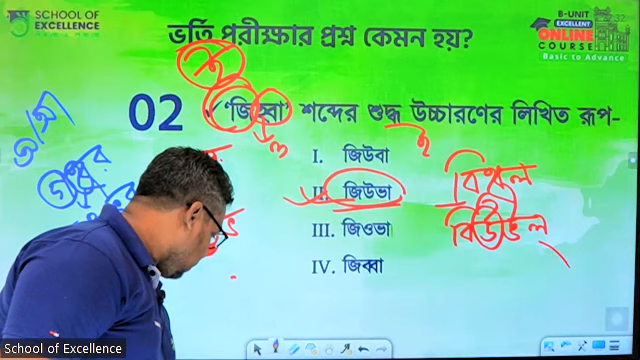 SCHOOL OF
EXCELLENCE
ভর্তি পরীক্ষার প্রশ্ন কেমন হয়?
B-UNIT
EXCELLENT
ONLINE
COURSE
Basic to Advance
02
'জিহ্বা' শব্দের শুদ্ধ উচ্চারণের লিখিত রূপ-
I. জিউবা
II. জিউভা
III. জিওভা
IV. জিব্বা
বিহ্বল
বিউভল
School of Excellence